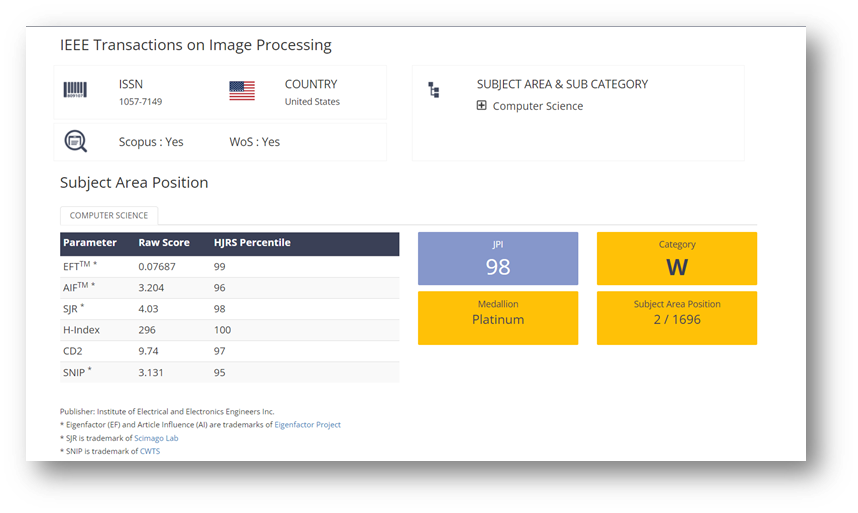 IEEE Transactions on Image Processing
ISSN
1057-7149
COUNTRY
United States
SUBJECT AREA & SUB CATEGORY
Computer Science
Scopus : Yes WoS : Yes
Subject Area Position
COMPUTER SCIENCE
Parameter Raw Score HJRS Percentile
EFTTM * 0.07687 99
AIFTM * 3.204 96
SJR * 4.03 98
H-Index 296 100
CD2 9.74 97
SNIP * 3.131 95
JPI
98
Category
W
Medallion
Platinum
Subject Area Position
2 / 1696
Publisher: Institute of Electrical and Electronics Engineers Inc.
* Eigenfactor (EF) and Article Influence (AI) are trademarks of Eigenfactor Project
* SJR is trademark of Scimago Lab
* SNIP is trademark of CWTS